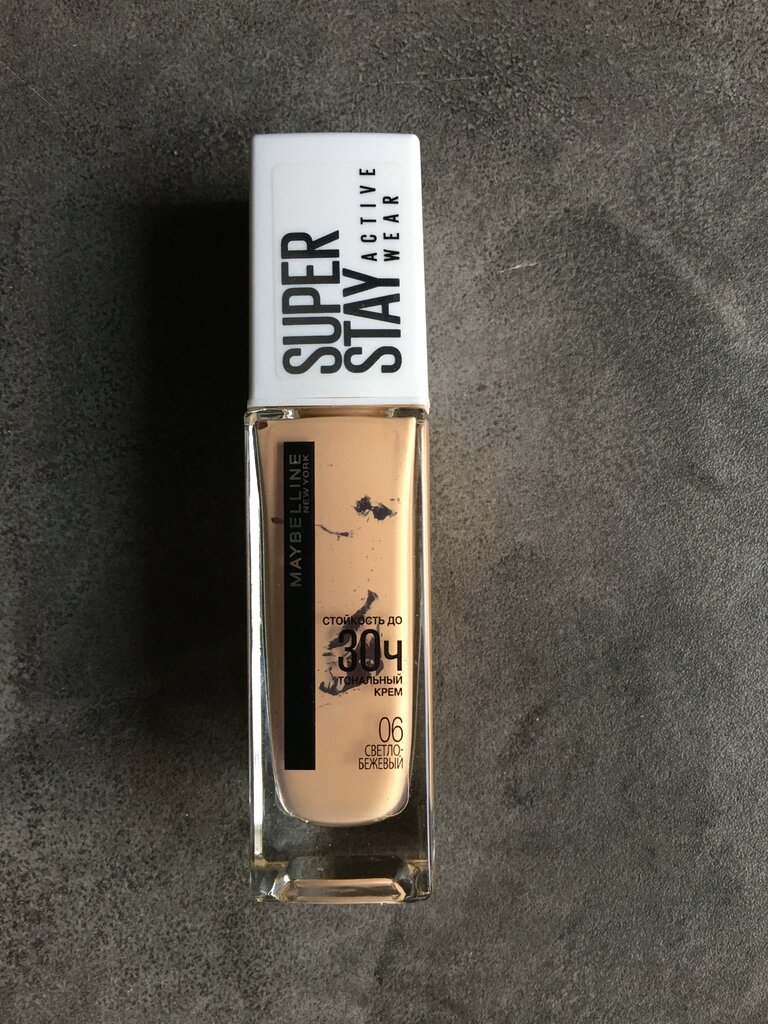 SUPER
STAY ACTIVE
WEAR
MAYBELLINE
NEW YORK
СТОЙКОСТЬ ДО
30Ч
ТОНАЛЬНЫЙ
КРЕМ
06
СВЕТЛО-
БЕЖЕВЫЙ